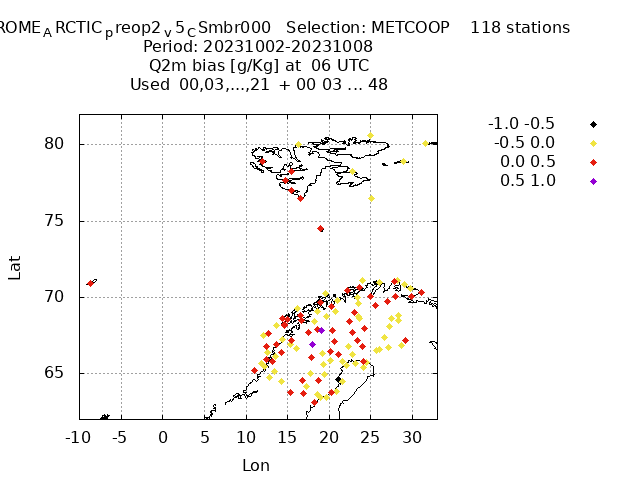 ROME_A RCTIC_p reop2_v 5_C Smbr000 Selection: METCOOP 118 stations
Period: 20231002-20231008
Q2m bias [g/Kg] at 06 UTC
Used 00,03,...,21 + 00 03 ... 48
-1.0 -0.5
-0.5 0.0
0.0 0.5
0.5 1.0
80
75
70
65
Lat
-10 -5 0 5 10 15 20 25 30
Lon